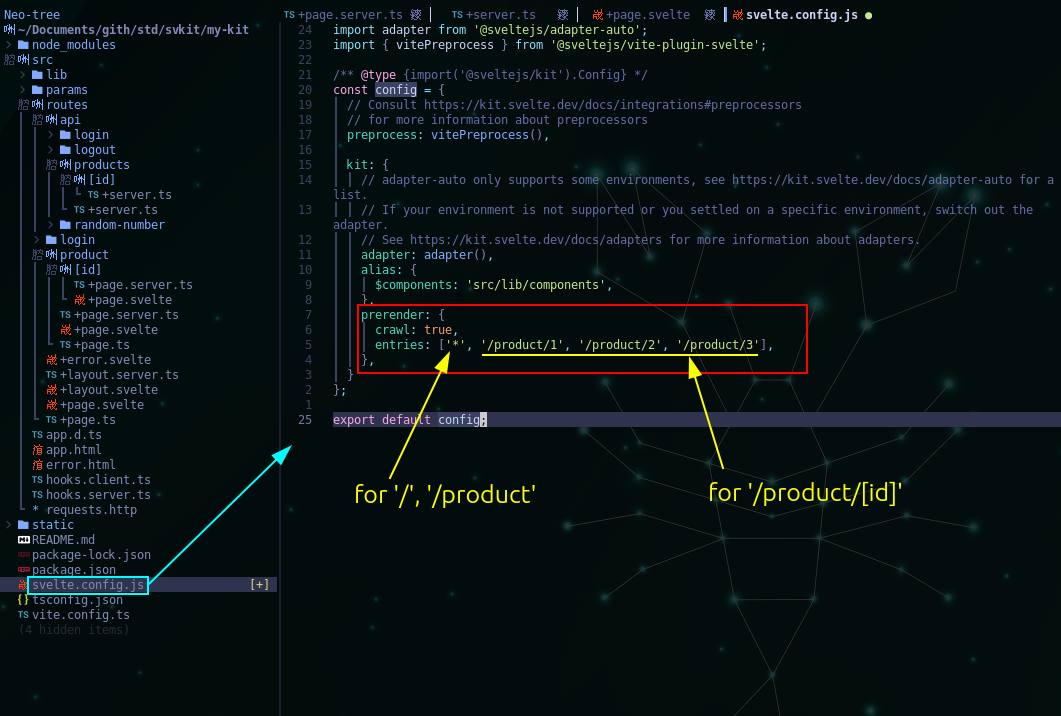 Neo-tree
~/Documents/gith/std/svkit/my-kit
node_modules
src
lib
params
routes
api
login
logout
products
[id]
TS +server.ts
TS +server.ts
random-number
login
product
[id]
TS +page.server.ts
+page.svelte
TS +page.server.ts
+page.svelte
TS +page.ts
+error.svelte
TS +layout.server.ts
+layout.svelte
+page.svelte
TS +page.ts
TS app.d.ts
app.html
error.html
TS hooks.client.ts
TS hooks.server.ts
* requests.http
static
README.md
package-lock.json
package.json
svelte.config.js [+]
{} tsconfig.json
TS vite.config.ts
(4 hidden items)
TS +page.server.ts TS +server.ts +page.svelte svelte.config.js ●
24 import adapter from '@sveltejs/adapter-auto';
23 import { vitePreprocess } from '@sveltejs/vite-plugin-svelte';
22
21 /** @type {import('@sveltejs/kit').Config} */
20 const config = {
19 // Consult https://kit.svelte.dev/docs/integrations#preprocessors
18 // for more information about preprocessors
17 preprocess: vitePreprocess(),
16
15 kit: {
14 // adapter-auto only supports some environments, see https://kit.svelte.dev/docs/adapter-auto for a
list.
13 // If your environment is not supported or you settled on a specific environment, switch out the
adapter.
12 // See https://kit.svelte.dev/docs/adapters for more information about adapters.
11 adapter: adapter(),
10 alias: {
9 $components: 'src/lib/components',
8 },
7 prerender: {
6 crawl: true,
5 entries: ['*', '/product/1', '/product/2', '/product/3'],
4 },
3 }
2 };
1
25 export default config;
for '/', '/product'
for '/product/[id]'